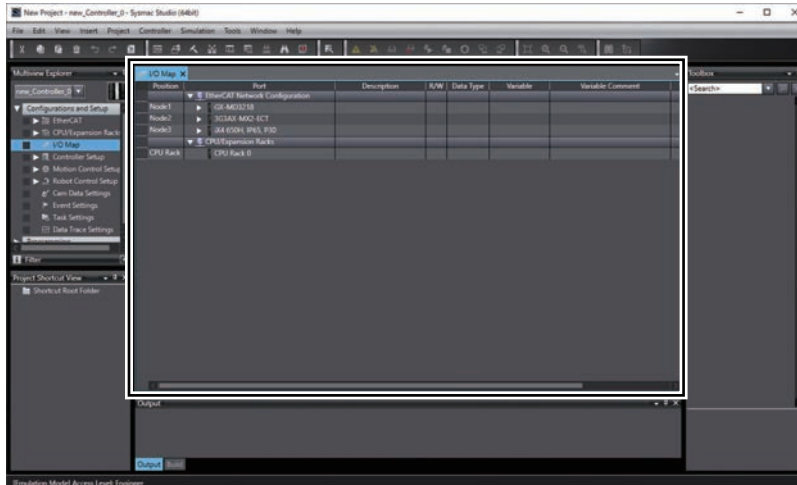 New Project - new_Controller_0 - Sysmac Studio (64bit)
File Edit View Insert Project Controller Simulation Tools Window Help
Multiview Explorer
new_Controller_0
Configurations and Setup
EtherCAT
CPU/Expansion Racks
I/O Map
Controller Setup
Motion Control Setup
Robot Control Setup
Cam Data Settings
Event Settings
Task Settings
Data Trace Settings
Filter
Project Shortcut View
Shortcut Root Folder
I/O Map
Position Port Description R/W Data Type Variable Variable Comment
EtherCAT Network Configuration
Node1 GX-MD3218
Node2 3G3AX-MX2-ECT
Node3 iX4 650H, IP65, P30
CPU/Expansion Racks
CPU Rack CPU Rack 0
Output
Output Build
Toolbox
<Search>